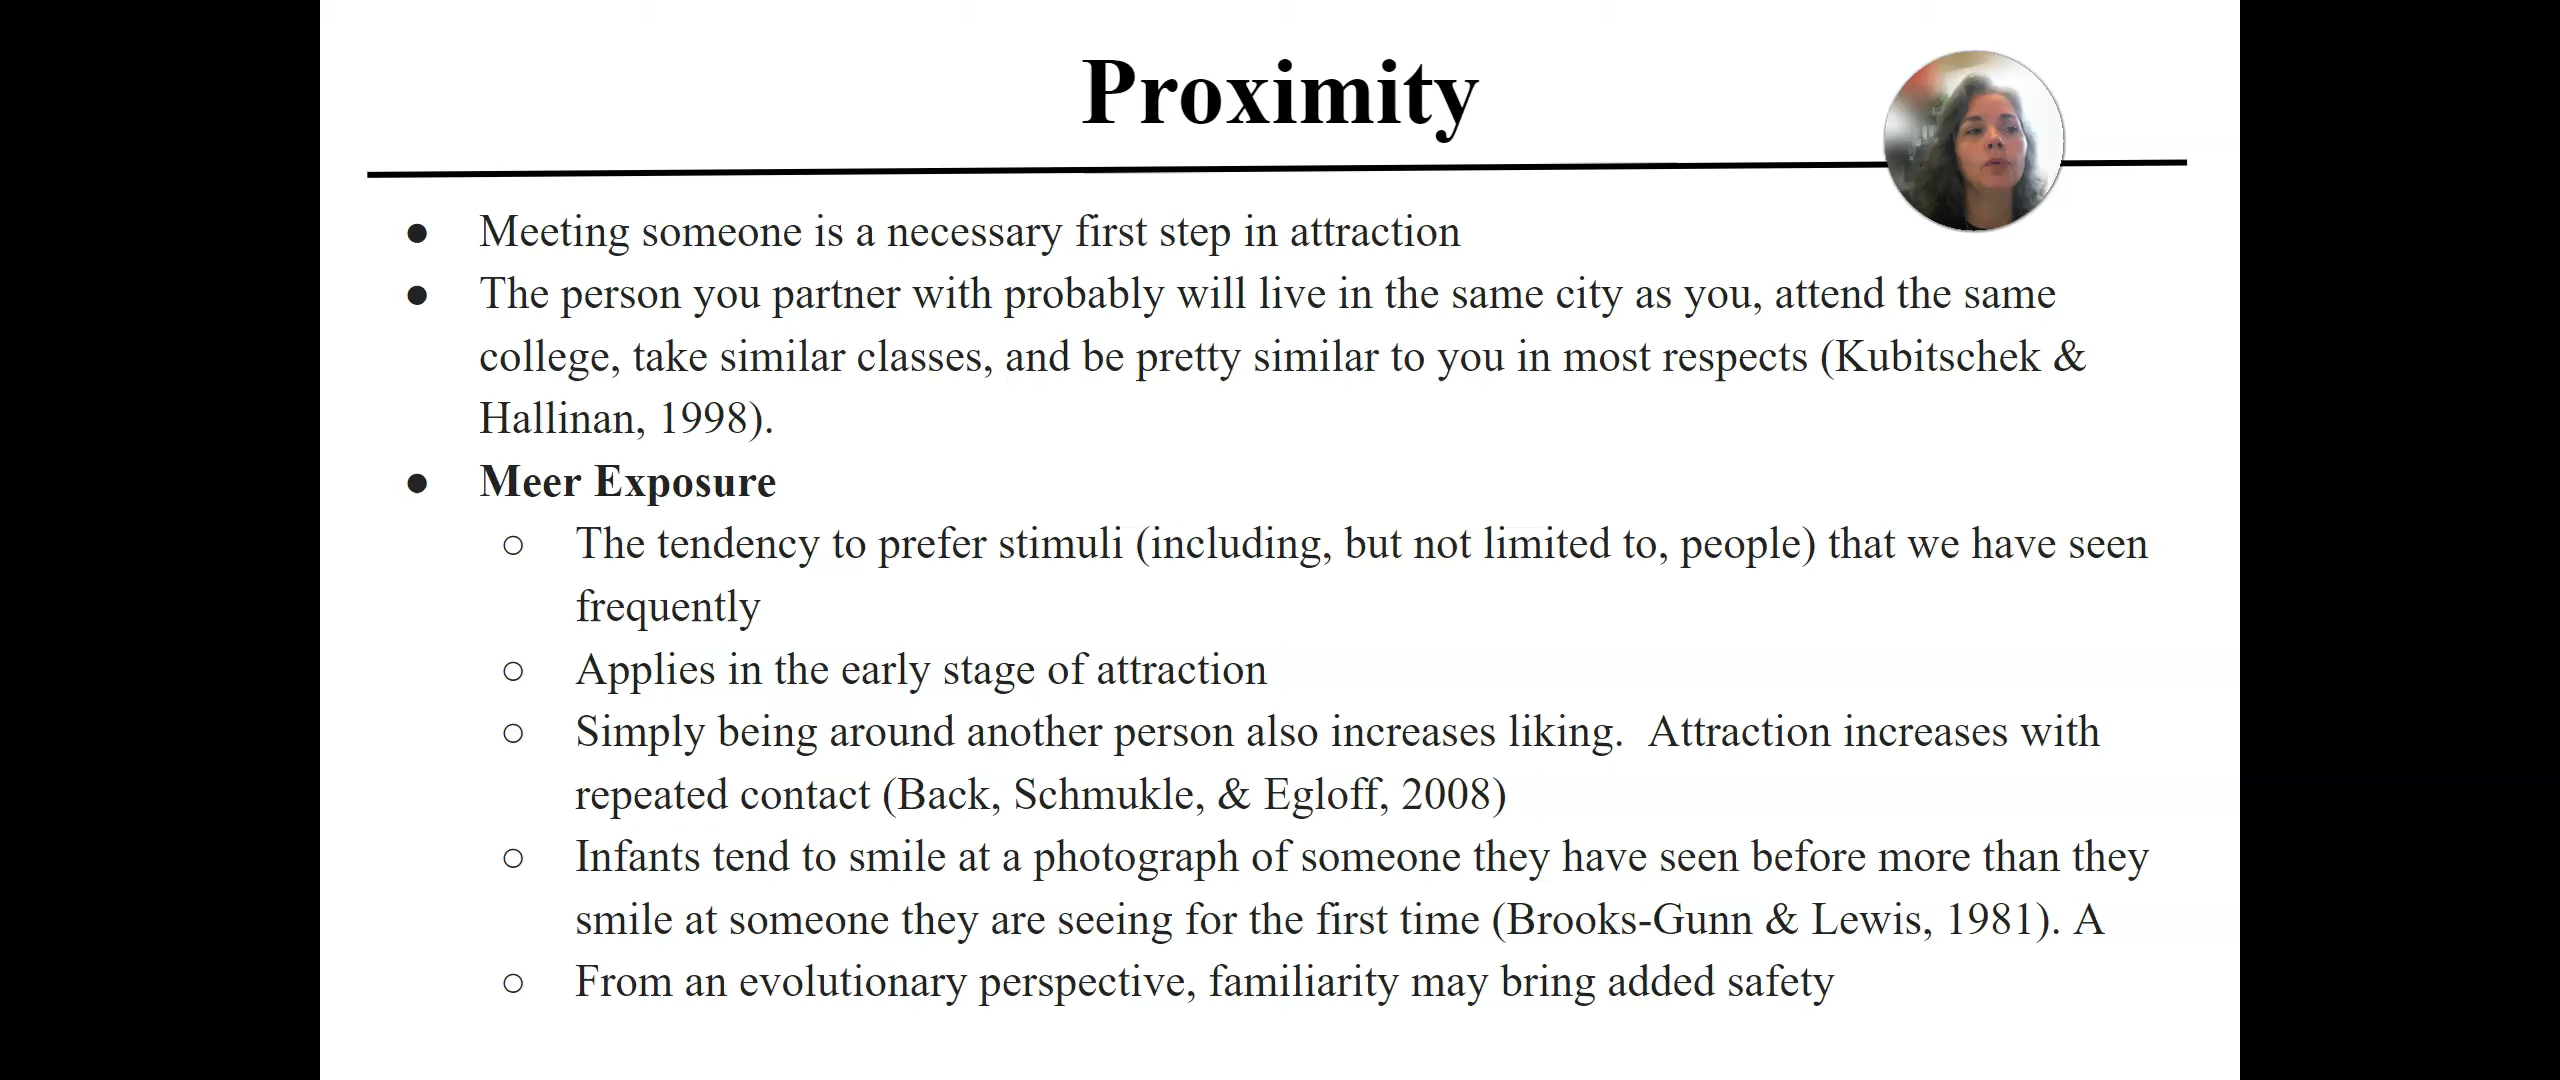 Proximity
● Meeting someone is a necessary first step in attraction
● The person you partner with probably will live in the same city as you, attend the same
college, take similar classes, and be pretty similar to you in most respects (Kubitschek &
Hallinan, 1998).
● Meer Exposure
○ The tendency to prefer stimuli (including, but not limited to, people) that we have seen
frequently
○ Applies in the early stage of attraction
○ Simply being around another person also increases liking.  Attraction increases with
repeated contact (Back, Schmukle, & Egloff, 2008)
○ Infants tend to smile at a photograph of someone they have seen before more than they
smile at someone they are seeing for the first time (Brooks-Gunn & Lewis, 1981). A
○ From an evolutionary perspective, familiarity may bring added safety